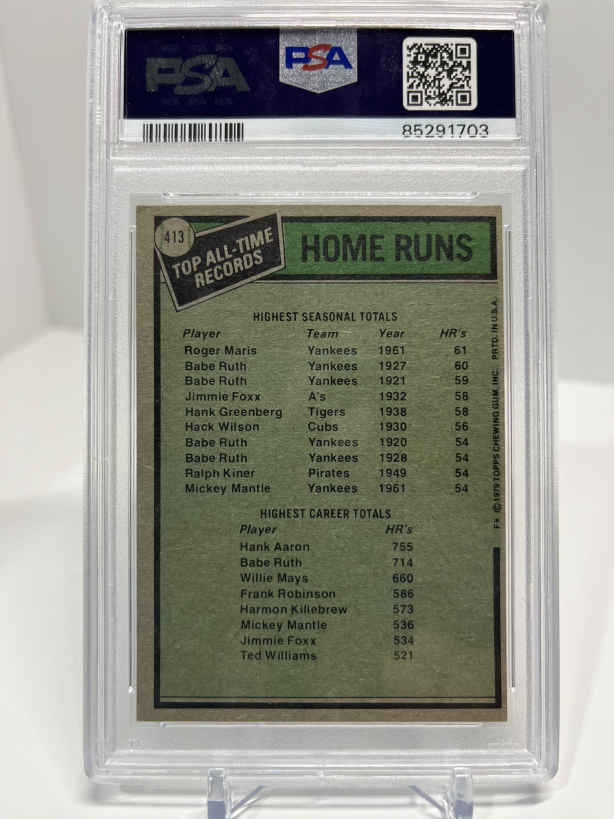 PSA PSA
85291703
413 TOP ALL-TIME RECORDS HOME RUNS
HIGHEST SEASONAL TOTALS
Player Team Year HR's
Roger Maris Yankees 1961 61
Babe Ruth Yankees 1927 60
Babe Ruth Yankees 1921 59
Jimmie Foxx A's 1932 58
Hank Greenberg Tigers 1938 58
Hack Wilson Cubs 1930 56
Babe Ruth Yankees 1920 54
Babe Ruth Yankees 1928 54
Ralph Kiner Pirates 1949 54
Mickey Mantle Yankees 1961 54
HIGHEST CAREER TOTALS
Player HR's
Hank Aaron 755
Babe Ruth 714
Willie Mays 660
Frank Robinson 586
Harmon Killebrew 573
Mickey Mantle 536
Jimmie Foxx 534
Ted Williams 521
© 1979 TOPPS CHEWING GUM, INC. PRTD. IN U.S.A.